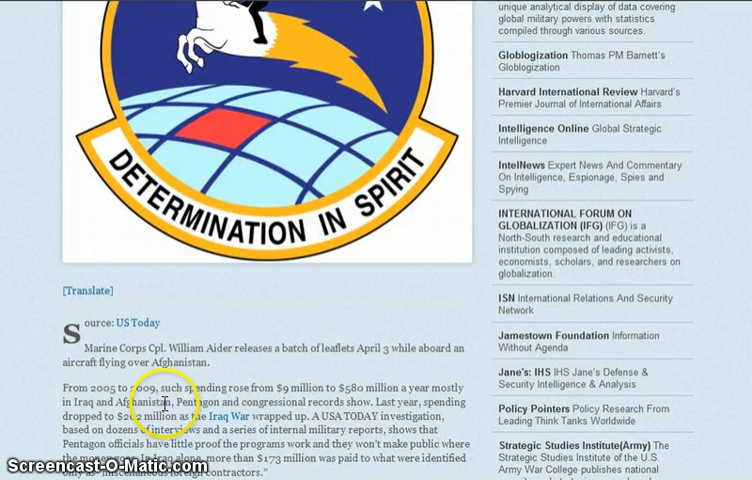 DETERMINATION IN SPIRIT
[Translate]
Source: US Today
Marine Corps Cpl. William Aider releases a batch of leaflets April 3 while aboard an
aircraft flying over Afghanistan.
From 2005 to 2009, such spending rose from $9 million to $580 million a year mostly
in Iraq and Afghanistan, Pentagon and congressional records show. Last year, spending
dropped to $202 million as the Iraq War wrapped up. A USA TODAY investigation,
based on dozens of interviews and a series of internal military reports, shows that
Pentagon officials have little proof the programs work and they won't make public where
the money goes. In Iraq alone, more than $173 million was paid to what were identified
only as "miscellaneous foreign contractors."
unique analytical display of data covering
global military powers with statistics
compiled through various sources.
Globlogization Thomas PM Barnett's
Globlogization
Harvard International Review Harvard's
Premier Journal of International Affairs
Intelligence Online Global Strategic
Intelligence
IntelNews Expert News And Commentary
On Intelligence, Espionage, Spies and
Spying
INTERNATIONAL FORUM ON
GLOBALIZATION (IFG) (IFG) is a
North-South research and educational
institution composed of leading activists,
economists, scholars, and researchers on
globalization.
ISN International Relations And Security
Network
Jamestown Foundation Information
Without Agenda
Jane's: IHS IHS Jane's Defense &
Security Intelligence & Analysis
Policy Pointers Policy Research From
Leading Think Tanks Worldwide
Strategic Studies Institute(Army) The
Strategic Studies Institute of the U.S.
Army War College publishes national
Screencast-O-Matic.com